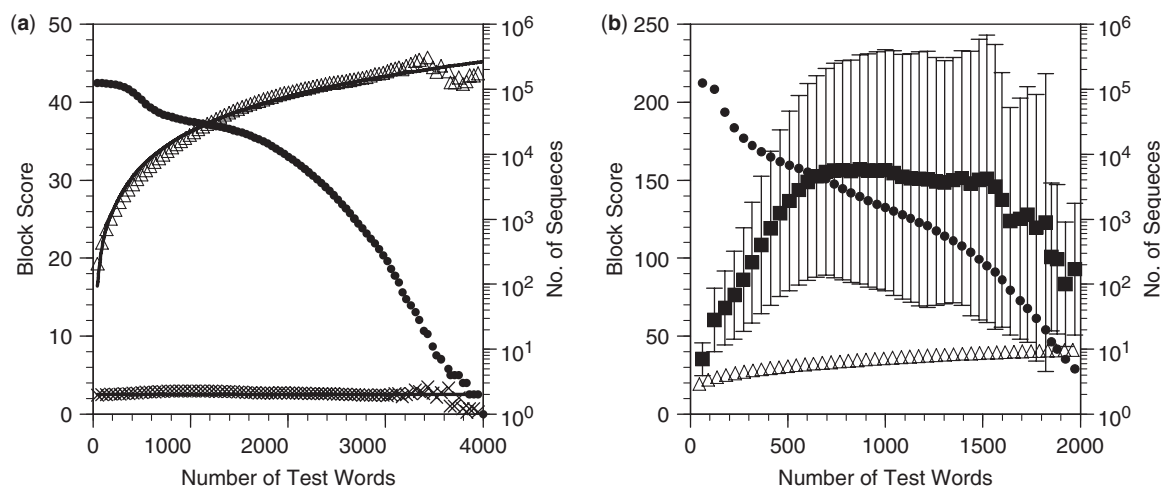 (a)
50
40
30
20
10
0
Block Score
10^6
10^5
10^4
10^3
10^2
10^1
10^0
No. of Sequeces
0 1000 2000 3000 4000
Number of Test Words
(b)
250
200
150
100
50
0
Block Score
10^6
10^5
10^4
10^3
10^2
10^1
10^0
No. of Sequeces
0 500 1000 1500 2000
Number of Test Words